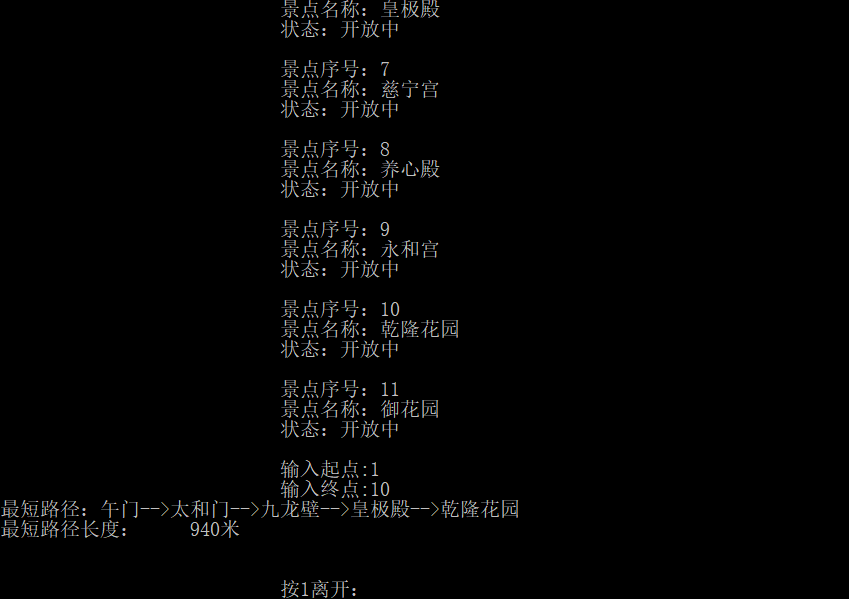 景点名称：皇极殿
状态：开放中
景点序号：7
景点名称：慈宁宫
状态：开放中
景点序号：8
景点名称：养心殿
状态：开放中
景点序号：9
景点名称：永和宫
状态：开放中
景点序号：10
景点名称：乾隆花园
状态：开放中
景点序号：11
景点名称：御花园
状态：开放中
输入起点:1
输入终点:10
最短路径：午门-->太和门-->九龙壁-->皇极殿-->乾隆花园
最短路径长度：     940米
按1离开：